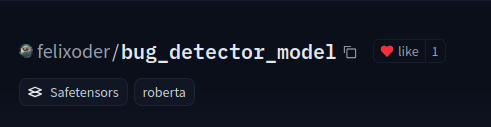 felixoder/bug_detector_model like 1
Safetensors roberta